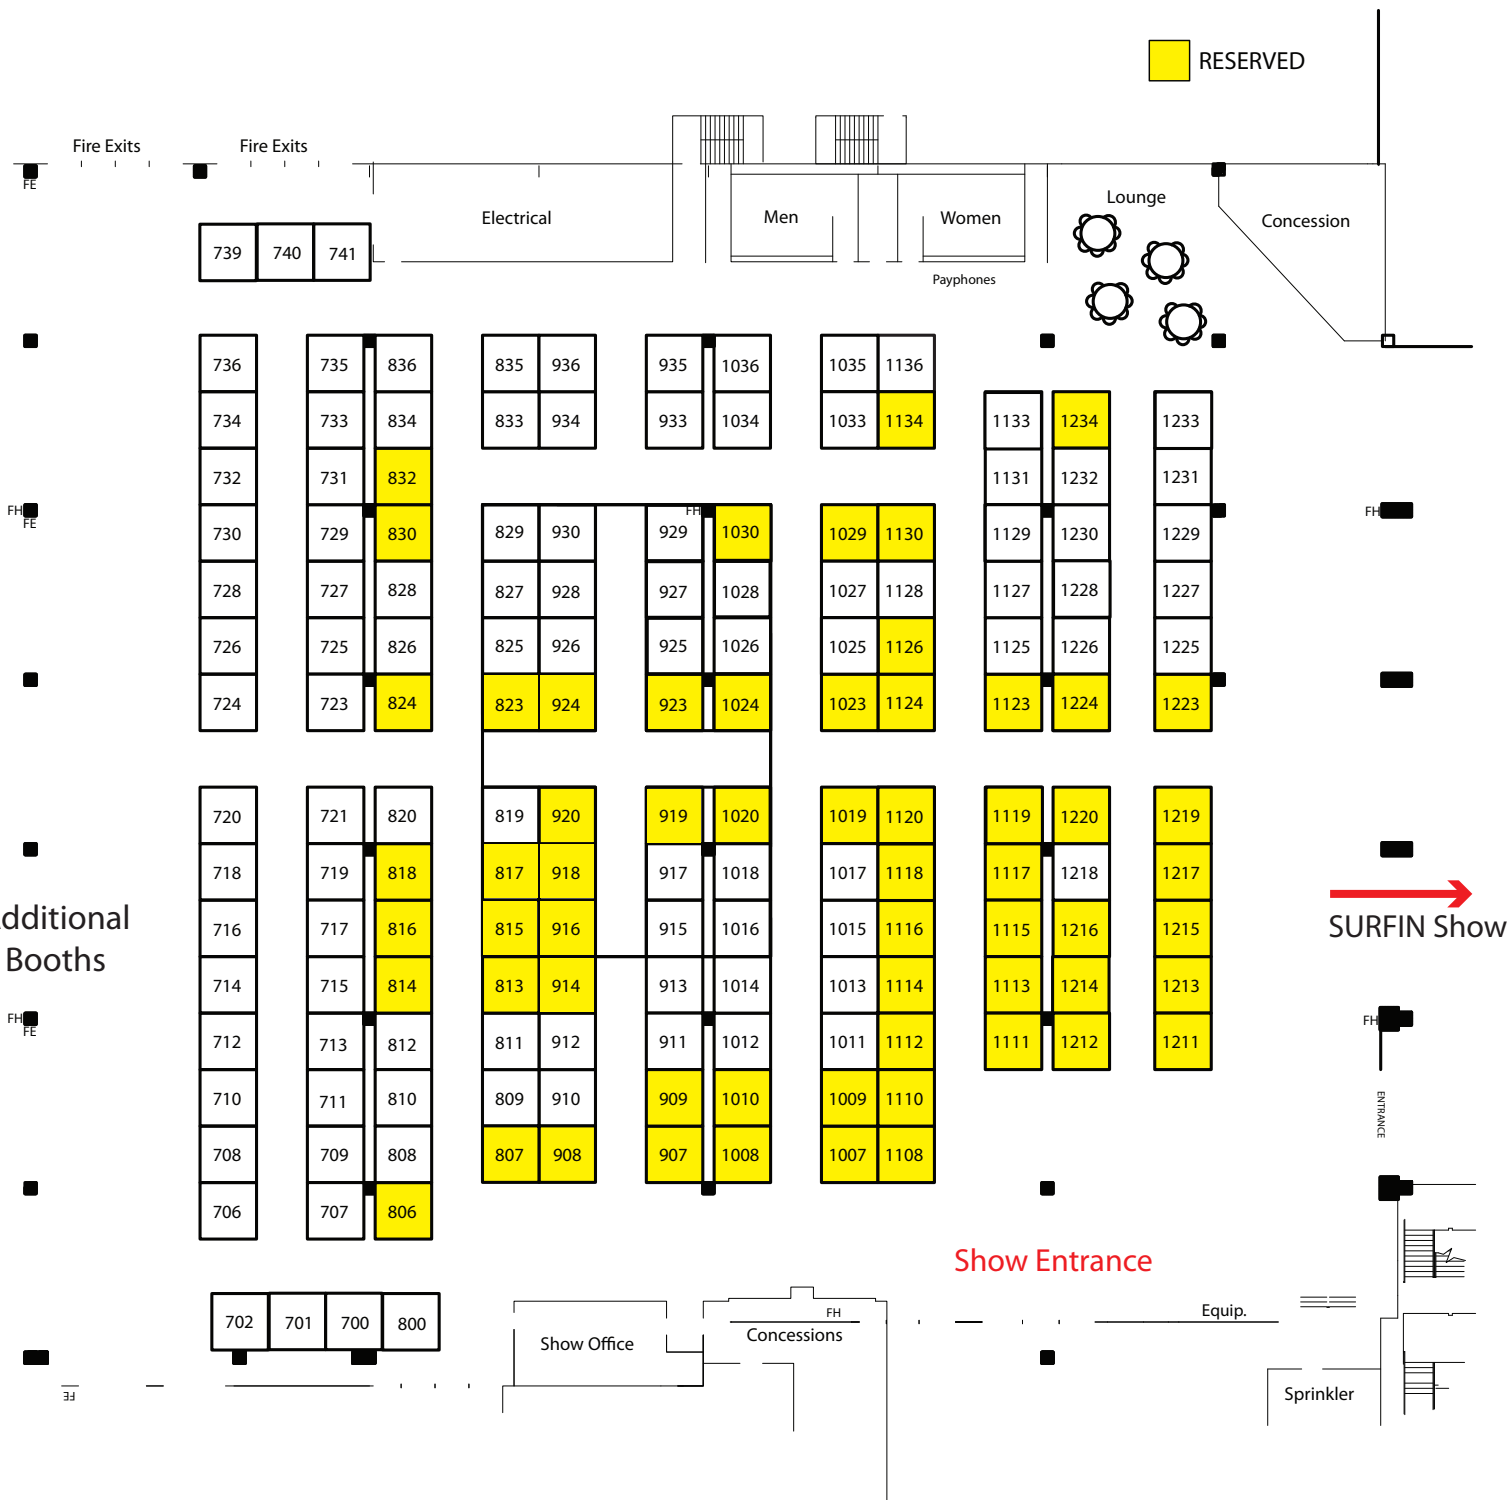 RESERVED
Fire Exits Fire Exits
FE
Electrical Men Women Lounge Concession
Payphones
739 740 741
736 735 836 835 936 935 1036 1035 1136
734 733 834 833 934 933 1034 1033 1134 1133 1234 1233
732 731 832 1131 1232 1231
FH FE FH FH
730 729 830 829 930 929 1030 1029 1130 1129 1230 1229
728 727 828 827 928 927 1028 1027 1128 1127 1228 1227
726 725 826 825 926 925 1026 1025 1126 1125 1226 1225
724 723 824 823 924 923 1024 1023 1124 1123 1224 1223
720 721 820 819 920 919 1020 1019 1120 1119 1220 1219
718 719 818 817 918 917 1018 1017 1118 1117 1218 1217
dditional
Booths
SURFIN Show
716 717 816 815 916 915 1016 1015 1116 1115 1216 1215
714 715 814 813 914 913 1014 1013 1114 1113 1214 1213
FH FE FH
712 713 812 811 912 911 1012 1011 1112 1111 1212 1211
710 711 810 809 910 909 1010 1009 1110
ENTRANCE
708 709 808 807 908 907 1008 1007 1108
706 707 806
Show Entrance
702 701 700 800
Show Office
FH
Concessions
Equip.
Sprinkler
FE